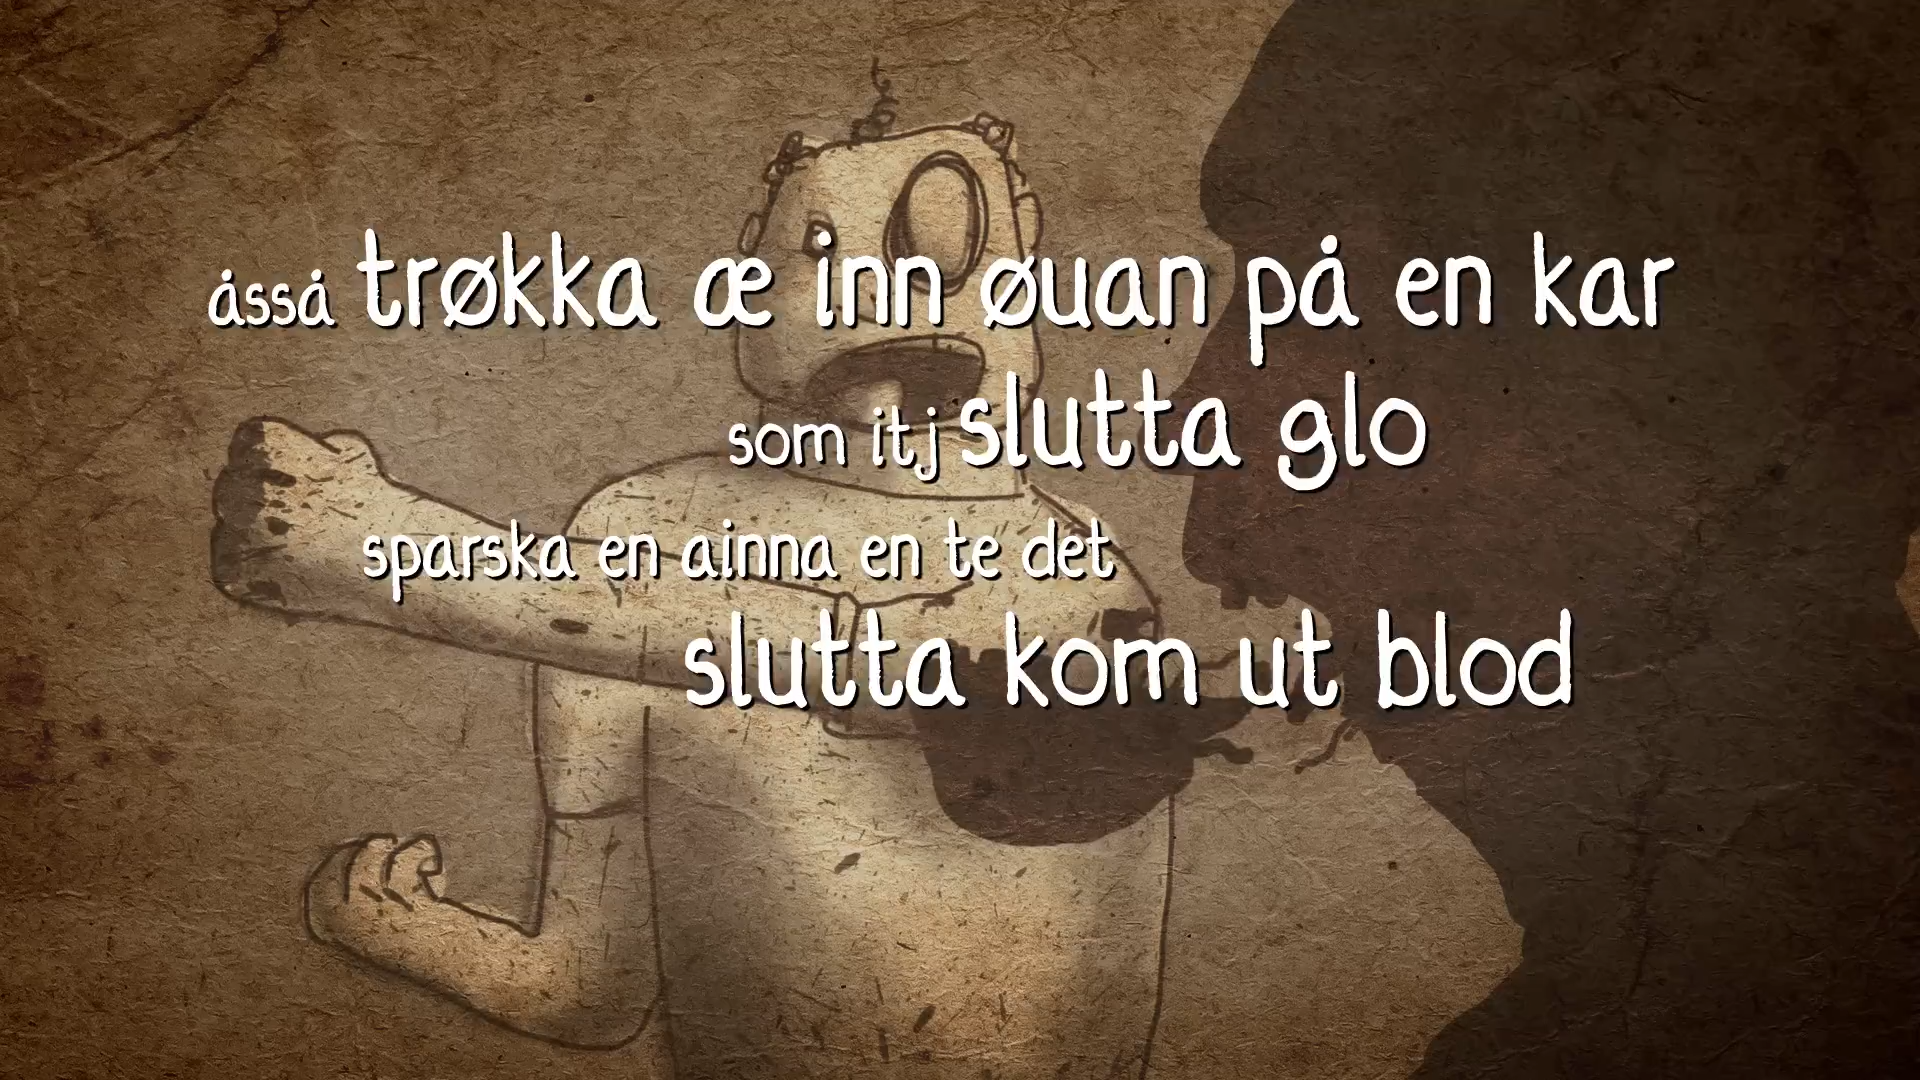 åsså trøkka æ inn øuan på en kar
som itj slutta glo
sparska en ainna en te det
slutta kom ut blod